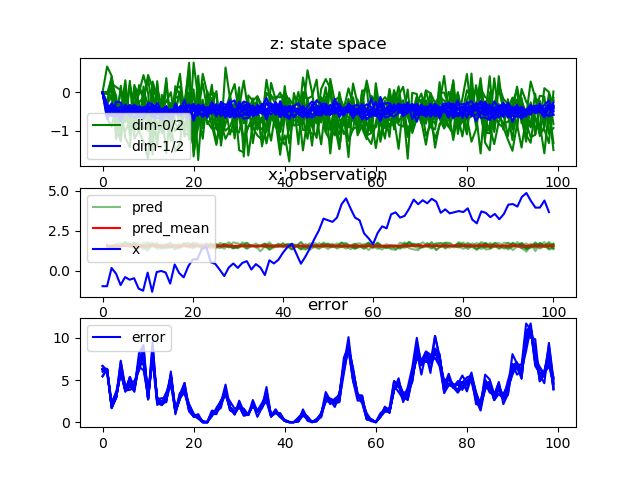 z: state space
0
−1
dim-0/2
dim-1/2
0 20 40 60 80 100
x: observation
5.0
2.5
0.0
pred
pred_mean
x
0 20 40 60 80 100
error
10
5
0
error
0 20 40 60 80 100